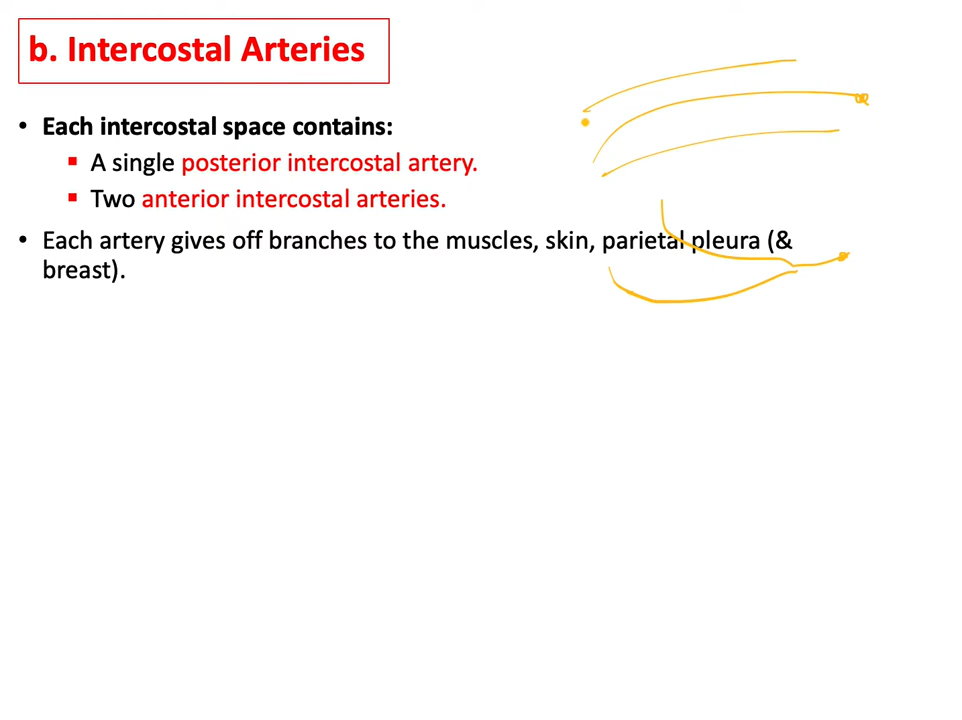 b. Intercostal Arteries
• Each intercostal space contains:
▪ A single posterior intercostal artery.
▪ Two anterior intercostal arteries.
• Each artery gives off branches to the muscles, skin, parietal pleura (&
breast).